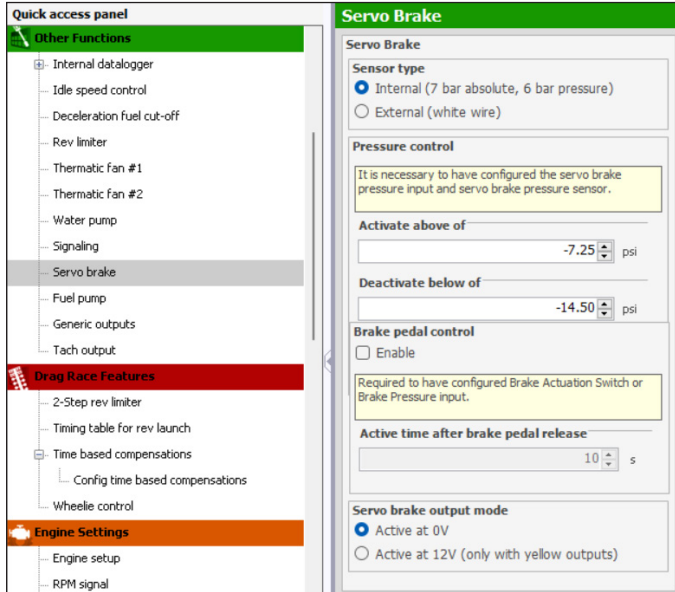 Quick access panel
Other Functions
Internal datalogger
Idle speed control
Deceleration fuel cut-off
Rev limiter
Thermatic fan #1
Thermatic fan #2
Water pump
Signaling
Servo brake
Fuel pump
Generic outputs
Tach output
Drag Race Features
2-Step rev limiter
Timing table for rev launch
Time based compensations
Config time based compensations
Wheelie control
Engine Settings
Engine setup
RPM signal
Servo Brake
Servo Brake
Sensor type
Internal (7 bar absolute, 6 bar pressure)
External (white wire)
Pressure control
It is necessary to have configured the servo brake
pressure input and servo brake pressure sensor.
Activate above of
-7.25 psi
Deactivate below of
-14.50 psi
Brake pedal control
Enable
Required to have configured Brake Actuation Switch or
Brake Pressure input.
Active time after brake pedal release
10 s
Servo brake output mode
Active at 0V
Active at 12V (only with yellow outputs)